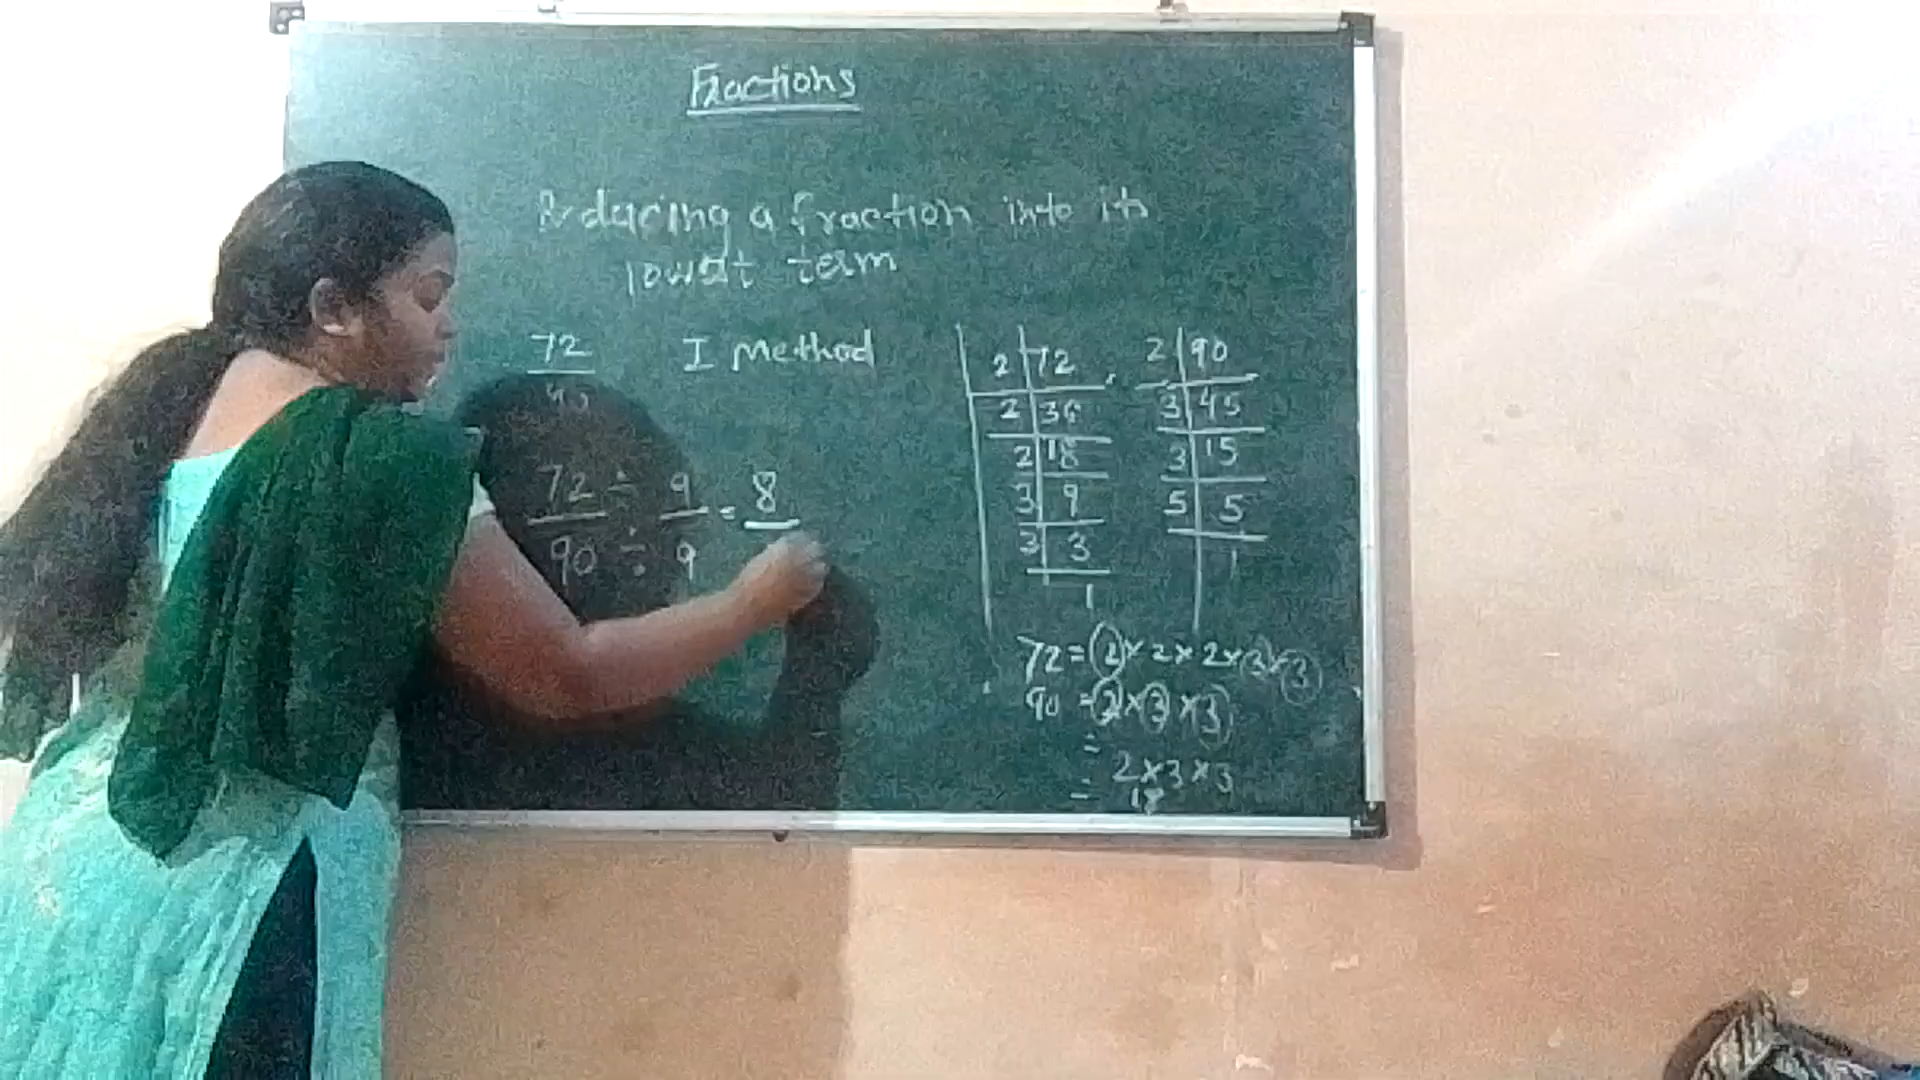 Fractions
Reducing a fraction into its
lowest term
72
90
I Method
72 ÷ 9 = 8
90 ÷ 9
2 72
2 36
2 18
3 9
3 3
1
2 90
3 45
3 15
5 5
1
72 = 2 × 2 × 2 × 3 × 3
90 = 2 × 3 × 3
=
= 2 × 3 × 3
18